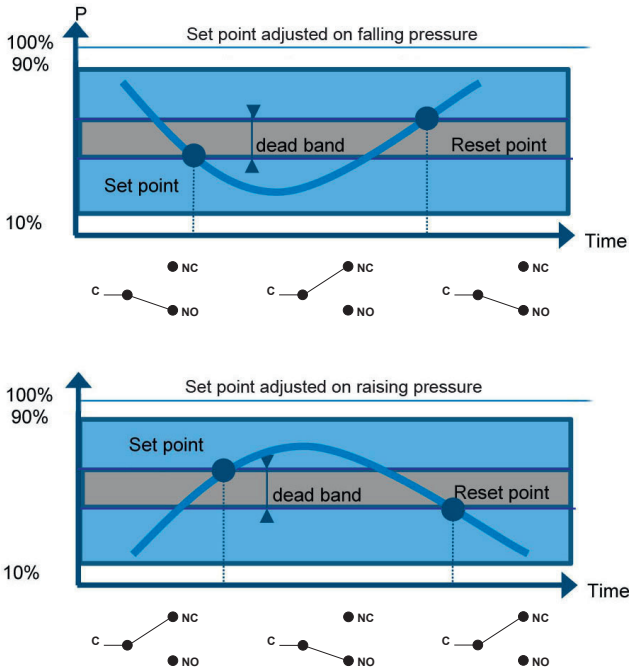 P
Set point adjusted on falling pressure
100%
90%
dead band
Reset point
Set point
10%
Time
NC
NC
NC
C
C
C
NO
NO
NO
Set point adjusted on raising pressure
100%
90%
Set point
dead band
Reset point
10%
Time
NC
NC
NC
C
C
C
NO
NO
NO